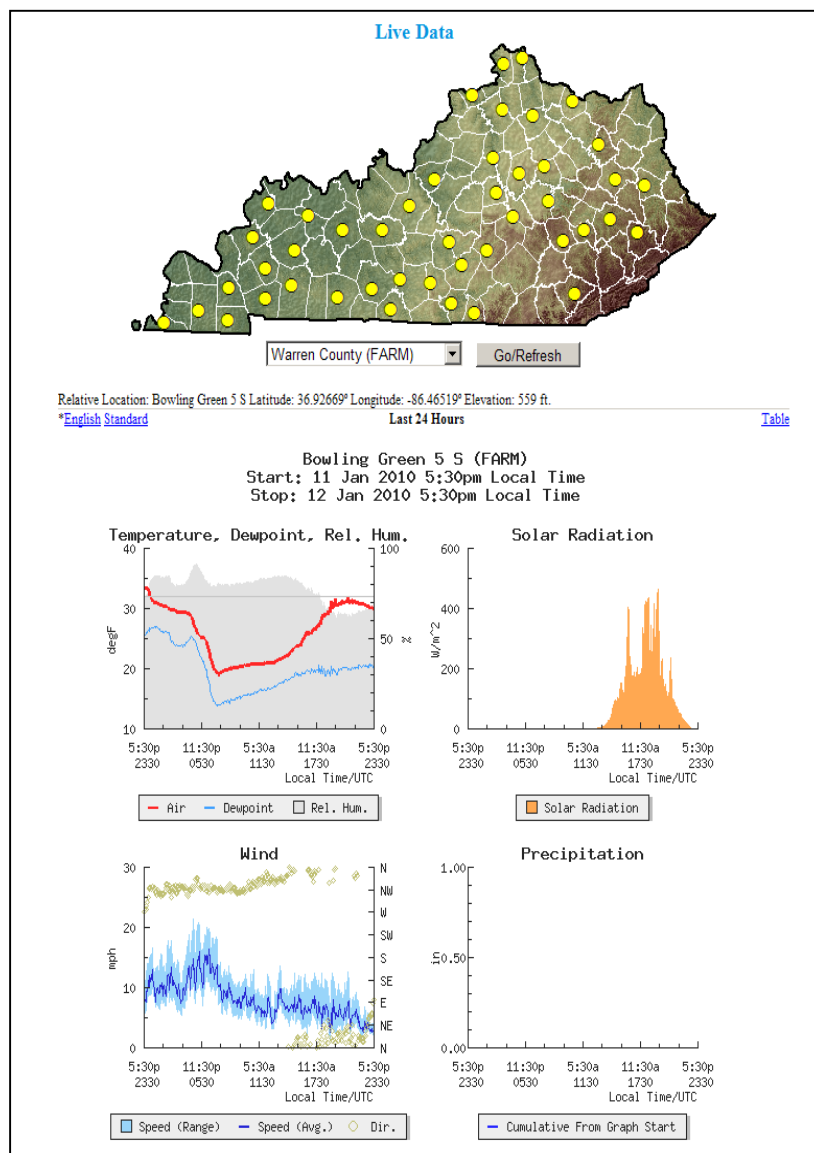 Live Data
Warren County (FARM) Go/Refresh
Relative Location: Bowling Green 5 S Latitude: 36.92669º Longitude: -86.46519º Elevation: 559 ft.
*English Standard Last 24 Hours Table
Bowling Green 5 S (FARM)
Start: 11 Jan 2010 5:30pm Local Time
Stop: 12 Jan 2010 5:30pm Local Time
Temperature, Dewpoint, Rel. Hum.
40
30
20
10
degF
100
50
0
%
5:30p 11:30p 5:30a 11:30a 5:30p
2330 0530 1130 1730 2330
Local Time/UTC
Air Dewpoint Rel. Hum.
Solar Radiation
600
400
200
0
W/m^2
5:30p 11:30p 5:30a 11:30a 5:30p
2330 0530 1130 1730 2330
Local Time/UTC
Solar Radiation
Wind
30
20
10
0
mph
N
NW
W
SW
S
SE
E
NE
N
5:30p 11:30p 5:30a 11:30a 5:30p
2330 0530 1130 1730 2330
Local Time/UTC
Speed (Range) Speed (Avg.) Dir.
Precipitation
1.00
0.50
0.00
in
5:30p 11:30p 5:30a 11:30a 5:30p
2330 0530 1130 1730 2330
Local Time/UTC
Cumulative From Graph Start